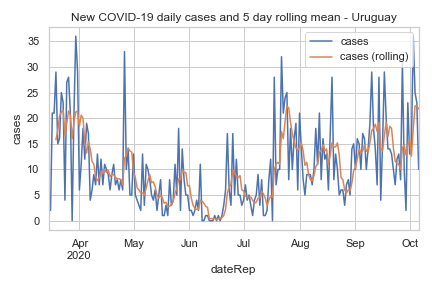 New COVID-19 daily cases and 5 day rolling mean - Uruguay
cases
cases (rolling)
cases
35
30
25
20
15
10
5
0
Apr
2020
May
Jun
Jul
Aug
Sep
Oct
dateRep